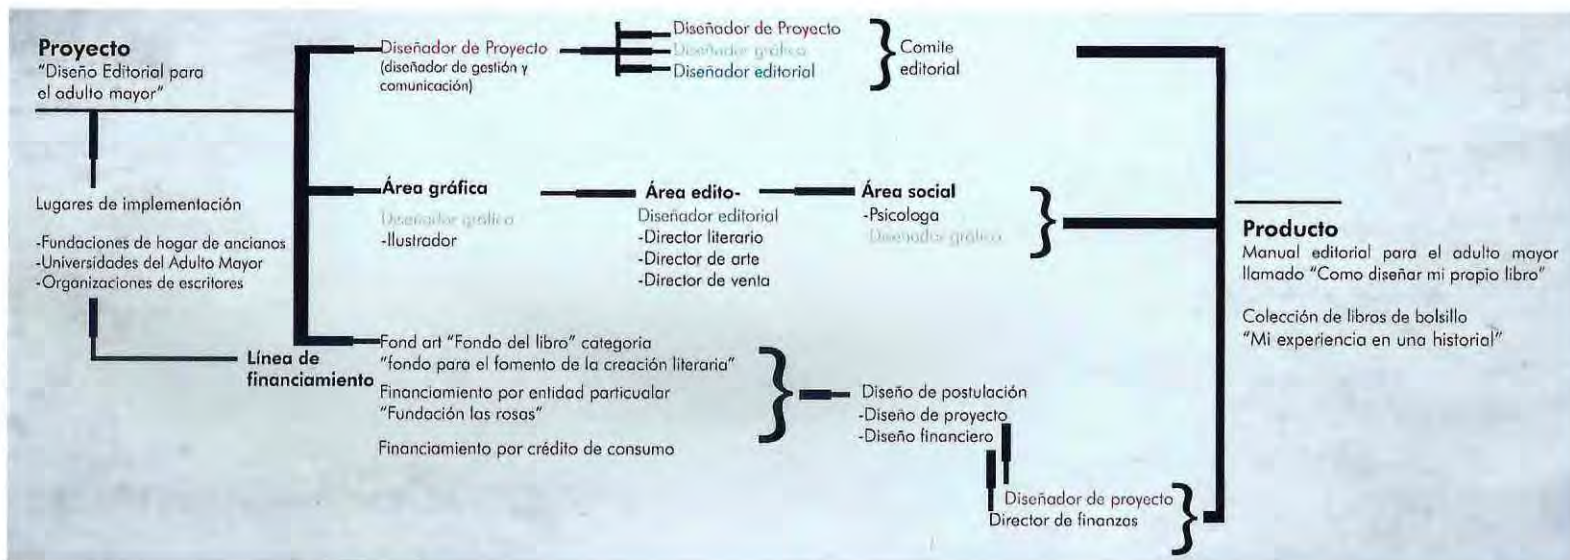 Proyecto
"Diseño Editorial para
el adulto mayor"
Diseñador de Proyecto
(diseñador de gestión y
comunicación)
Diseñador de Proyecto
Diseñador gráfico
Diseñador editorial
Comite
editorial
Lugares de implementación
-Fundaciones de hogar de ancianos
-Universidades del Adulto Mayor
-Organizaciones de escritores
Área gráfica
Diseñador gráfico
-Ilustrador
Área edito-
Diseñador editorial
-Director literario
-Director de arte
-Director de venta
Área social
-Psicologa
-Diseñador gráfico
Línea de
financiamiento
Fond art "Fondo del libro" categoria
"fondo para el fomento de la creación literaria"
Financiamiento por entidad particualar
"Fundación las rosas"
Financiamiento por crédito de consumo
Diseño de postulación
-Diseño de proyecto
-Diseño financiero
Diseñador de proyecto
Director de finanzas
Producto
Manual editorial para el adulto mayor
llamado "Como diseñar mi propio libro"
Colección de libros de bolsillo
"Mi experiencia en una historial"